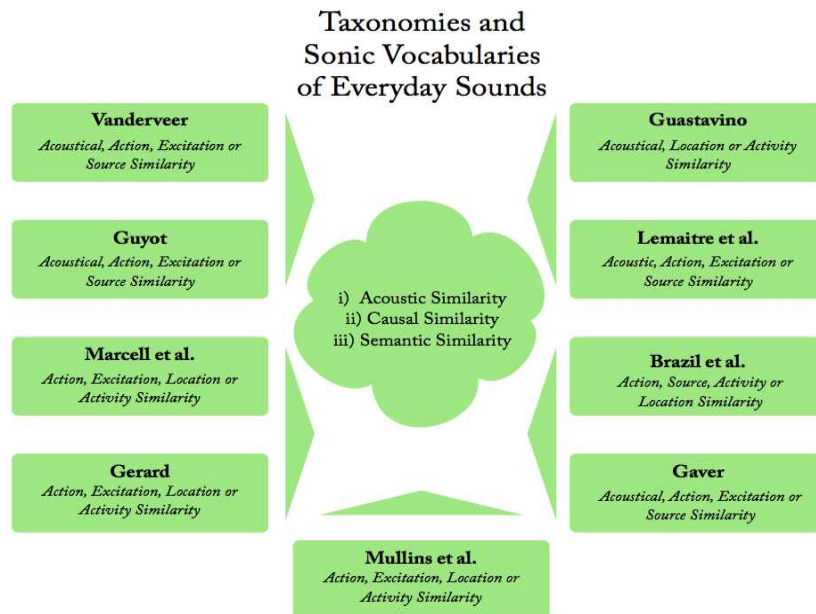 Taxonomies and
Sonic Vocabularies
of Everyday Sounds
Vanderveer
Acoustical, Action, Excitation or
Source Similarity
Guyot
Acoustical, Action, Excitation or
Source Similarity
Marcell et al.
Action, Excitation, Location or
Activity Similarity
Gerard
Action, Excitation, Location or
Activity Similarity
i) Acoustic Similarity
ii) Causal Similarity
iii) Semantic Similarity
Guastavino
Acoustical, Location or Activity
Similarity
Lemaitre et al.
Acoustic, Action, Excitation or
Source Similarity
Brazil et al.
Action, Source, Activity or
Location Similarity
Gaver
Acoustical, Action, Excitation or
Source Similarity
Mullins et al.
Action, Excitation, Location or
Activity Similarity